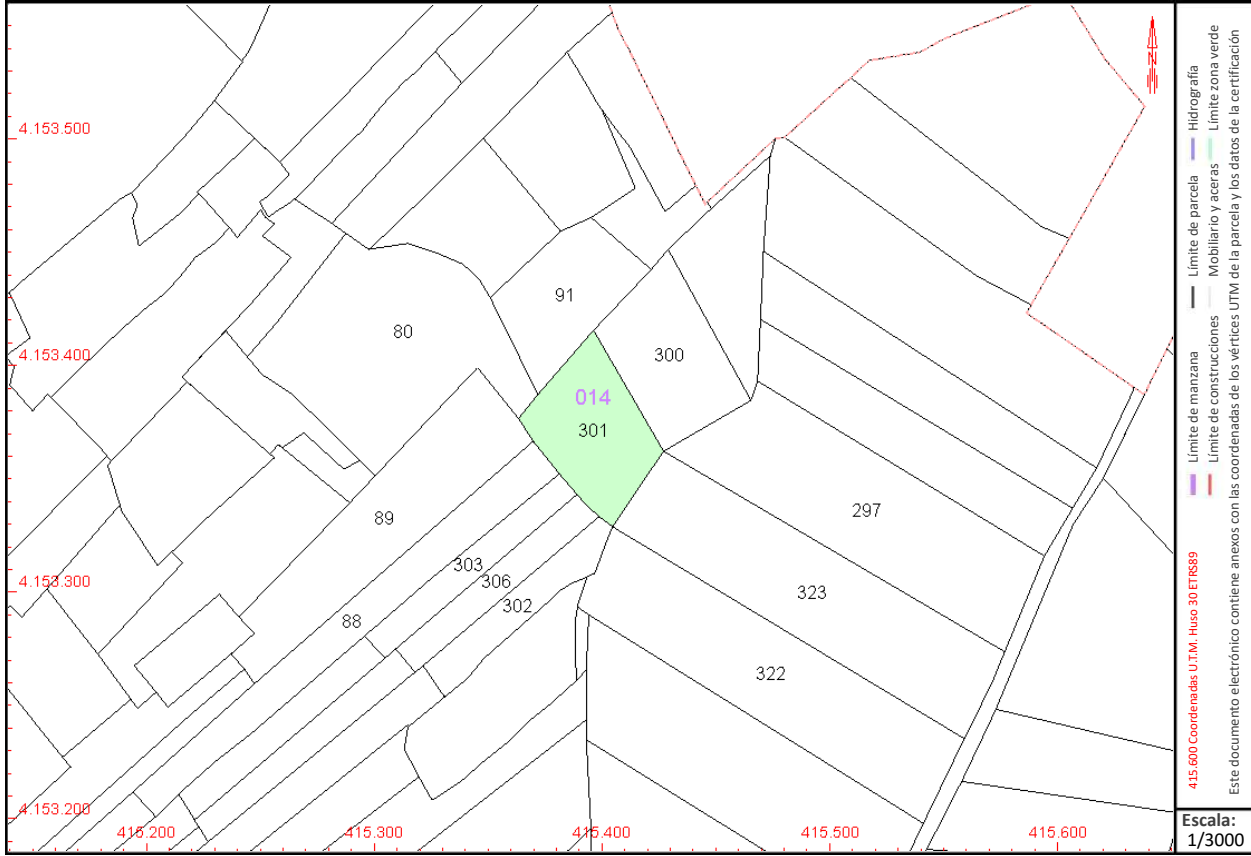 4.153.500
4.153.400
4.153.300
4.153.200
91
80
300
014
301
297
89
303
306
323
302
88
322
415.200
415.300
415.400
415.500
415.600
N
415.600 Coordenadas U.T.M. Huso 30 ETRS89
Límite de manzana
Límite de parcela
Hidrografía
Límite de construcciones
Mobiliario y aceras
Límite zona verde
Este documento electrónico contiene anexos con las coordenadas de los vértices UTM de la parcela y los datos de la certificación
Escala:
1/3000